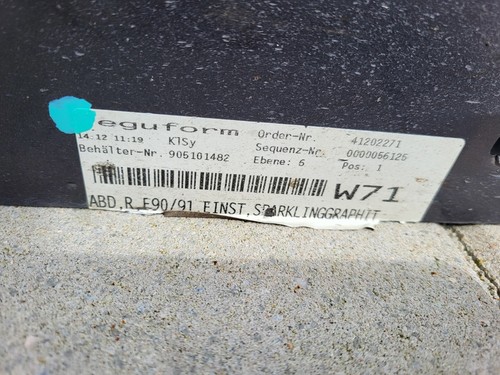 eguform Order-Nr. 41202271
14.12 11:19 KTSy Sequenz-Nr. 0000056125
Behälter-Nr. 905101482 Ebene: 6 Pos: 1
W71
ABD.R E90/91 EINST.SPARKLINGGRAPHIT